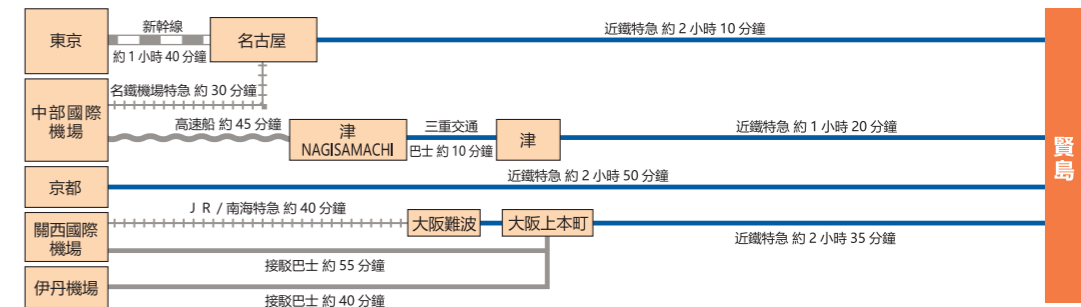 東京
新幹線
約 1 小時 40 分鐘
名古屋
近鐵特急 約 2 小時 10 分鐘
中部國際
機場
名鐵機場特急 約 30 分鐘
高速船 約 45 分鐘
津
NAGISAMACHI
三重交通
巴士 約 10 分鐘
津
近鐵特急 約 1 小時 20 分鐘
京都
近鐵特急 約 2 小時 50 分鐘
關西國際
機場
ＪＲ / 南海特急 約 40 分鐘
大阪難波
大阪上本町
近鐵特急 約 2 小時 35 分鐘
接駁巴士 約 55 分鐘
伊丹機場
接駁巴士 約 40 分鐘
賢島